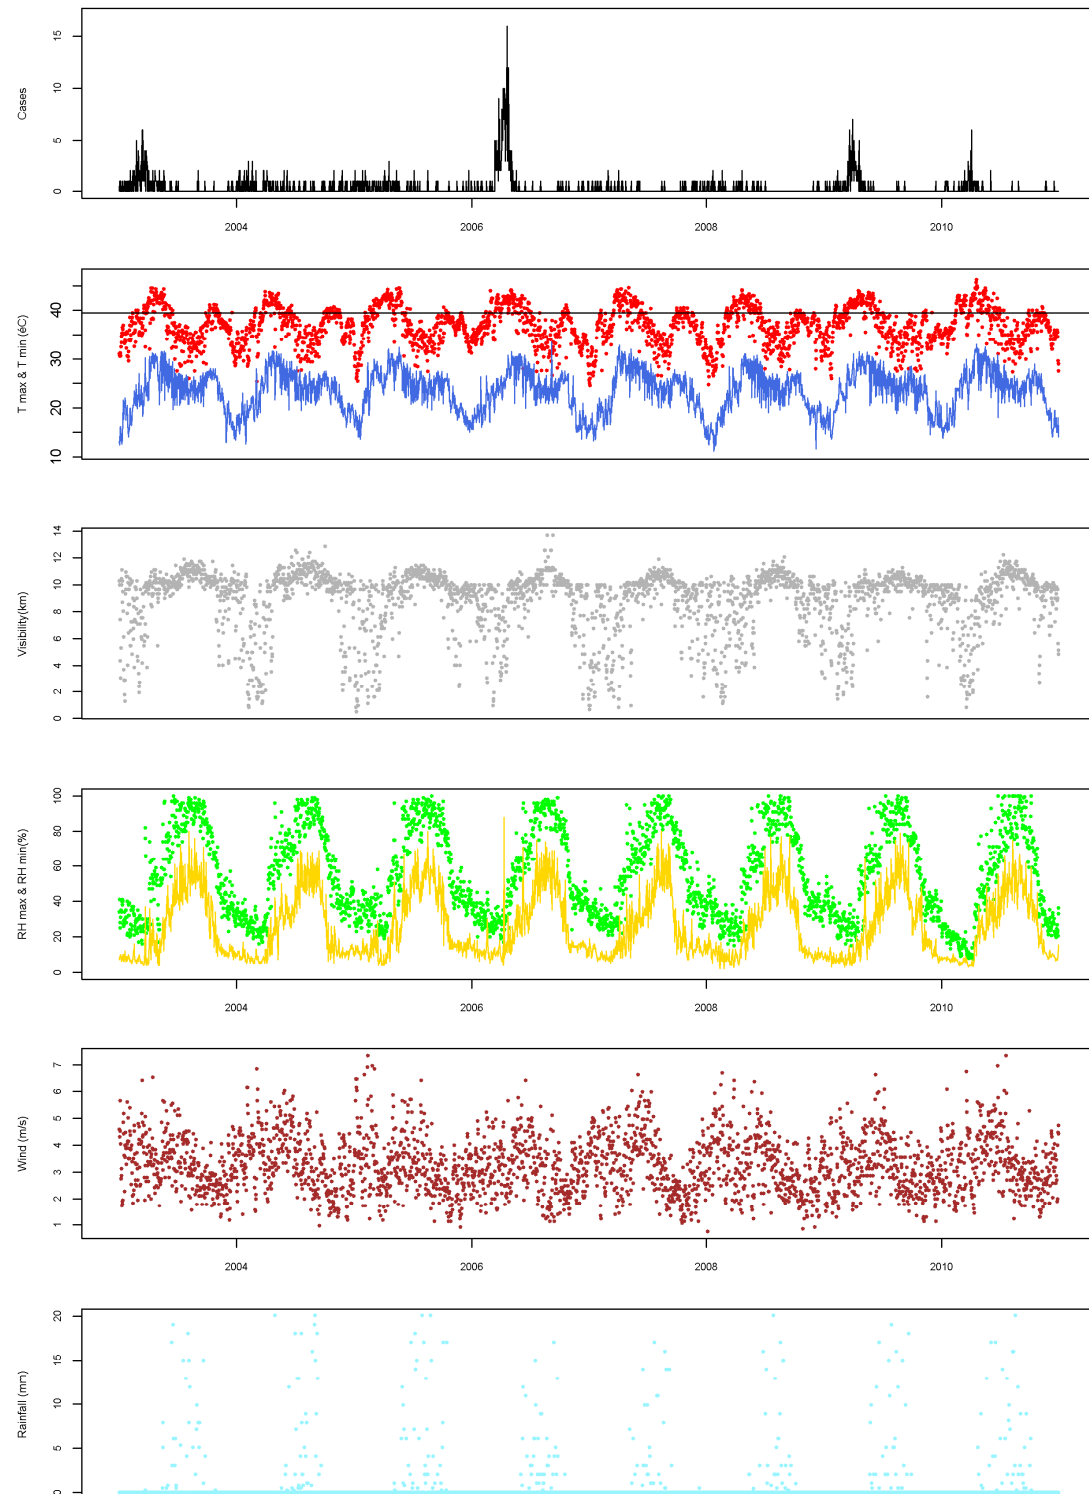 Cases
0 5 10 15
2004 2006 2008 2010
T max & T min (éC)
10 20 30 40
Visibility(km)
0 2 4 6 8 10 12 14
RH max & RH min(%)
0 20 40 60 80 100
2004 2006 2008 2010
Wind (m/s)
1 2 3 4 5 6 7
2004 2006 2008 2010
Rainfall (mm)
0 5 10 15 20